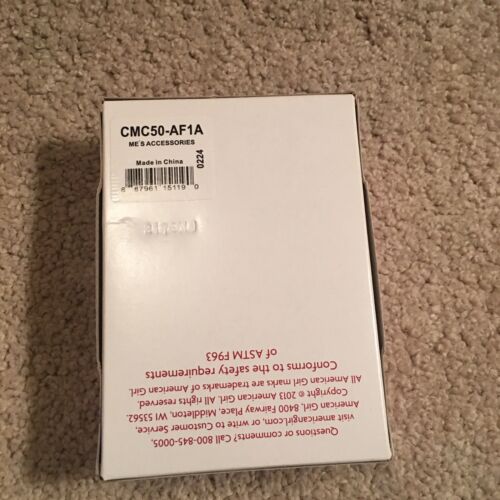 CMC50-AF1A
ME'S ACCESSORIES
Made in China
0224
8 87961 15119 0
Questions or comments? Call 800-845-0005,
visit americangirl.com, or write to Customer Service,
American Girl, 8400 Fairway Place, Middleton, WI 53562.
Copyright © 2013 American Girl. All rights reserved.
All American Girl marks are trademarks of American Girl.
Conforms to the safety requirements
of ASTM F963